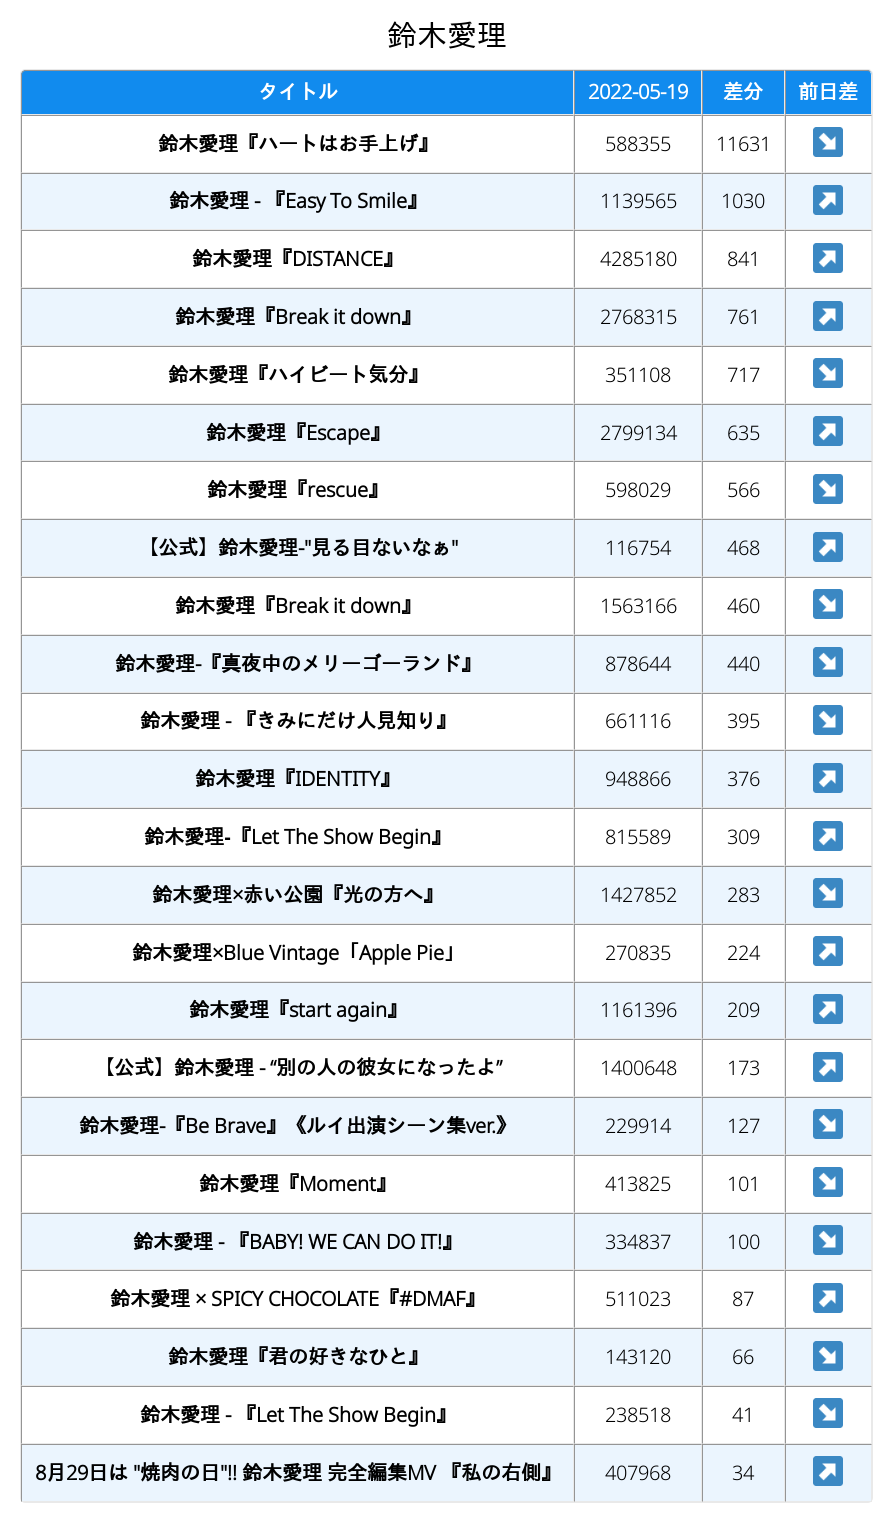 鈴木愛理
タイトル 2022-05-19 差分 前日差
鈴木愛理『ハートはお手上げ』 588355 11631 ↘
鈴木愛理 - 『Easy To Smile』 1139565 1030 ↗
鈴木愛理『DISTANCE』 4285180 841 ↗
鈴木愛理『Break it down』 2768315 761 ↗
鈴木愛理『ハイビート気分』 351108 717 ↘
鈴木愛理『Escape』 2799134 635 ↗
鈴木愛理『rescue』 598029 566 ↘
【公式】鈴木愛理-"見る目ないなぁ" 116754 468 ↗
鈴木愛理『Break it down』 1563166 460 ↘
鈴木愛理-『真夜中のメリーゴーランド』 878644 440 ↘
鈴木愛理 - 『きみにだけ人見知り』 661116 395 ↘
鈴木愛理『IDENTITY』 948866 376 ↗
鈴木愛理-『Let The Show Begin』 815589 309 ↗
鈴木愛理×赤い公園『光の方へ』 1427852 283 ↘
鈴木愛理×Blue Vintage「Apple Pie」 270835 224 ↗
鈴木愛理『start again』 1161396 209 ↗
【公式】鈴木愛理 - “別の人の彼女になったよ” 1400648 173 ↗
鈴木愛理-『Be Brave』《ルイ出演シーン集ver.》 229914 127 ↘
鈴木愛理『Moment』 413825 101 ↘
鈴木愛理 - 『BABY! WE CAN DO IT!』 334837 100 ↘
鈴木愛理 × SPICY CHOCOLATE『#DMAF』 511023 87 ↗
鈴木愛理『君の好きなひと』 143120 66 ↘
鈴木愛理 - 『Let The Show Begin』 238518 41 ↘
8月29日は "焼肉の日"!! 鈴木愛理 完全編集MV 『私の右側』 407968 34 ↗